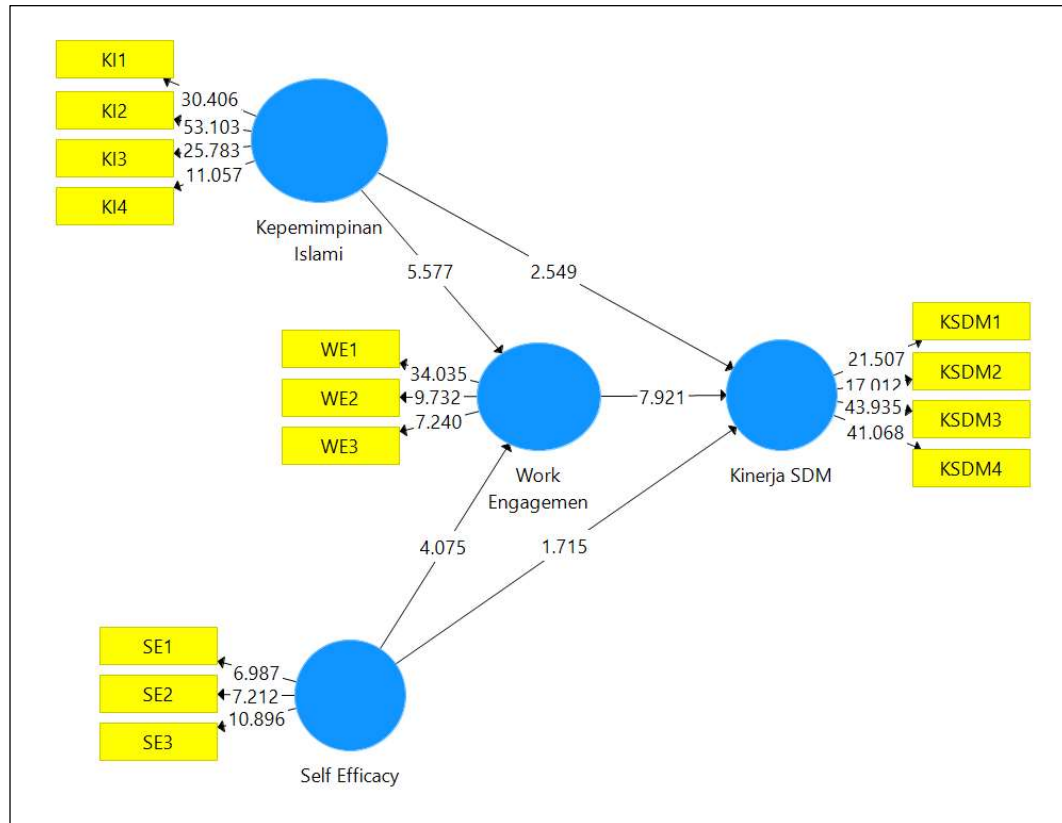 KI1
30.406
KI2
53.103
KI3
25.783
KI4
11.057
Kepemimpinan
Islami
5.577
2.549
WE1
34.035
WE2
9.732
WE3
7.240
Work
Engagemen
7.921
KSDM1
21.507
KSDM2
17.012
KSDM3
43.935
KSDM4
41.068
Kinerja SDM
4.075
1.715
SE1
6.987
SE2
7.212
SE3
10.896
Self Efficacy